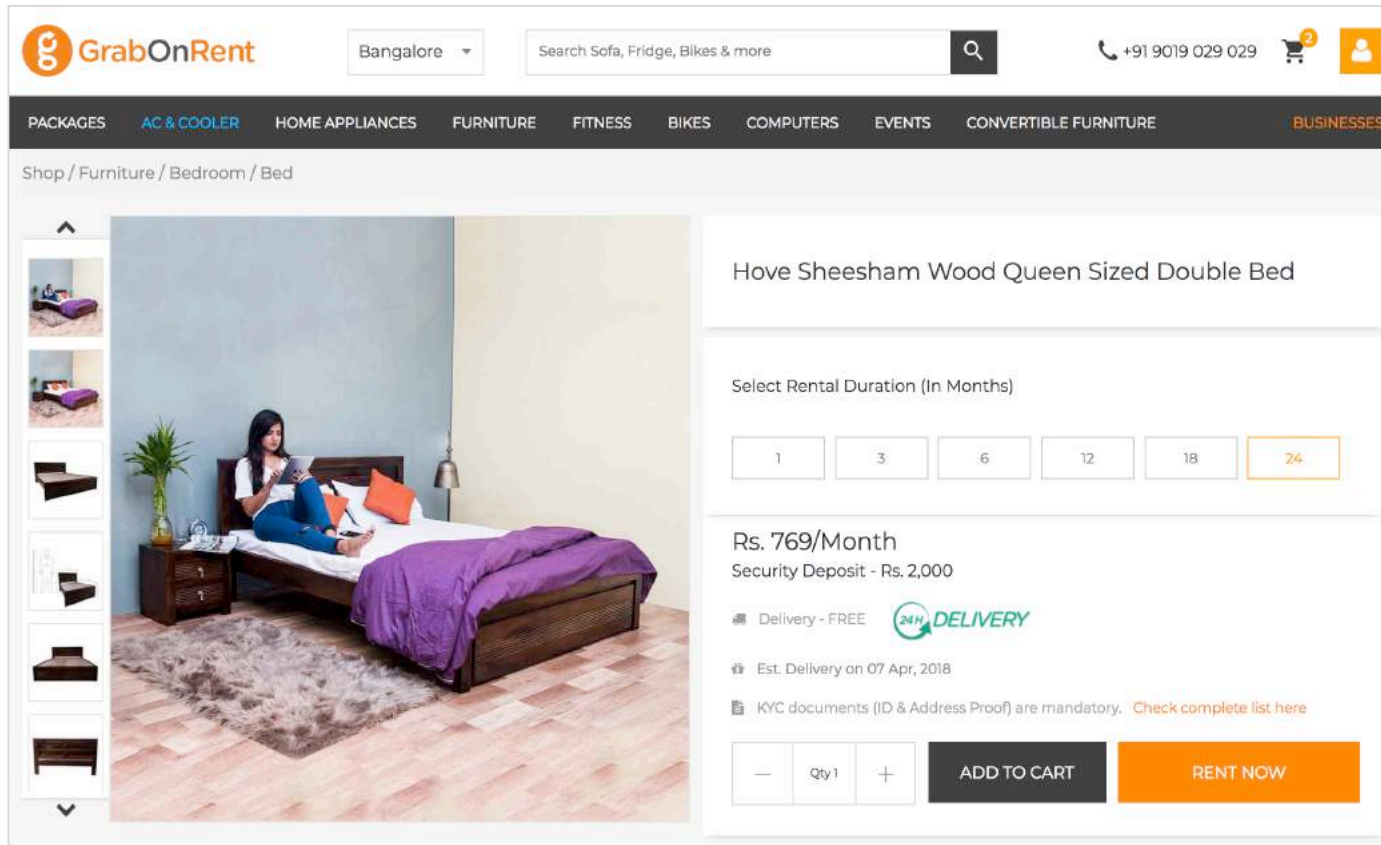 g GrabOnRent
Bangalore
Search Sofa, Fridge, Bikes & more
+91 9019 029 029
2
PACKAGES AC & COOLER HOME APPLIANCES FURNITURE FITNESS BIKES COMPUTERS EVENTS CONVERTIBLE FURNITURE BUSINESSES
Shop / Furniture / Bedroom / Bed
Hove Sheesham Wood Queen Sized Double Bed
Select Rental Duration (In Months)
1 3 6 12 18 24
Rs. 769/Month
Security Deposit - Rs. 2,000
Delivery - FREE 24H DELIVERY
Est. Delivery on 07 Apr, 2018
KYC documents (ID & Address Proof) are mandatory. Check complete list here
— Qty 1 + ADD TO CART RENT NOW